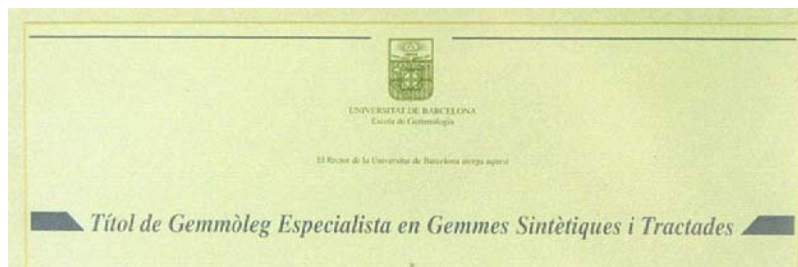 UNIVERSITAT DE BARCELONA
Escola de Gemmologia
El Rector de la Universitat de Barcelona atorga aquest
Títol de Gemmòleg Especialista en Gemmes Sintètiques i Tractades